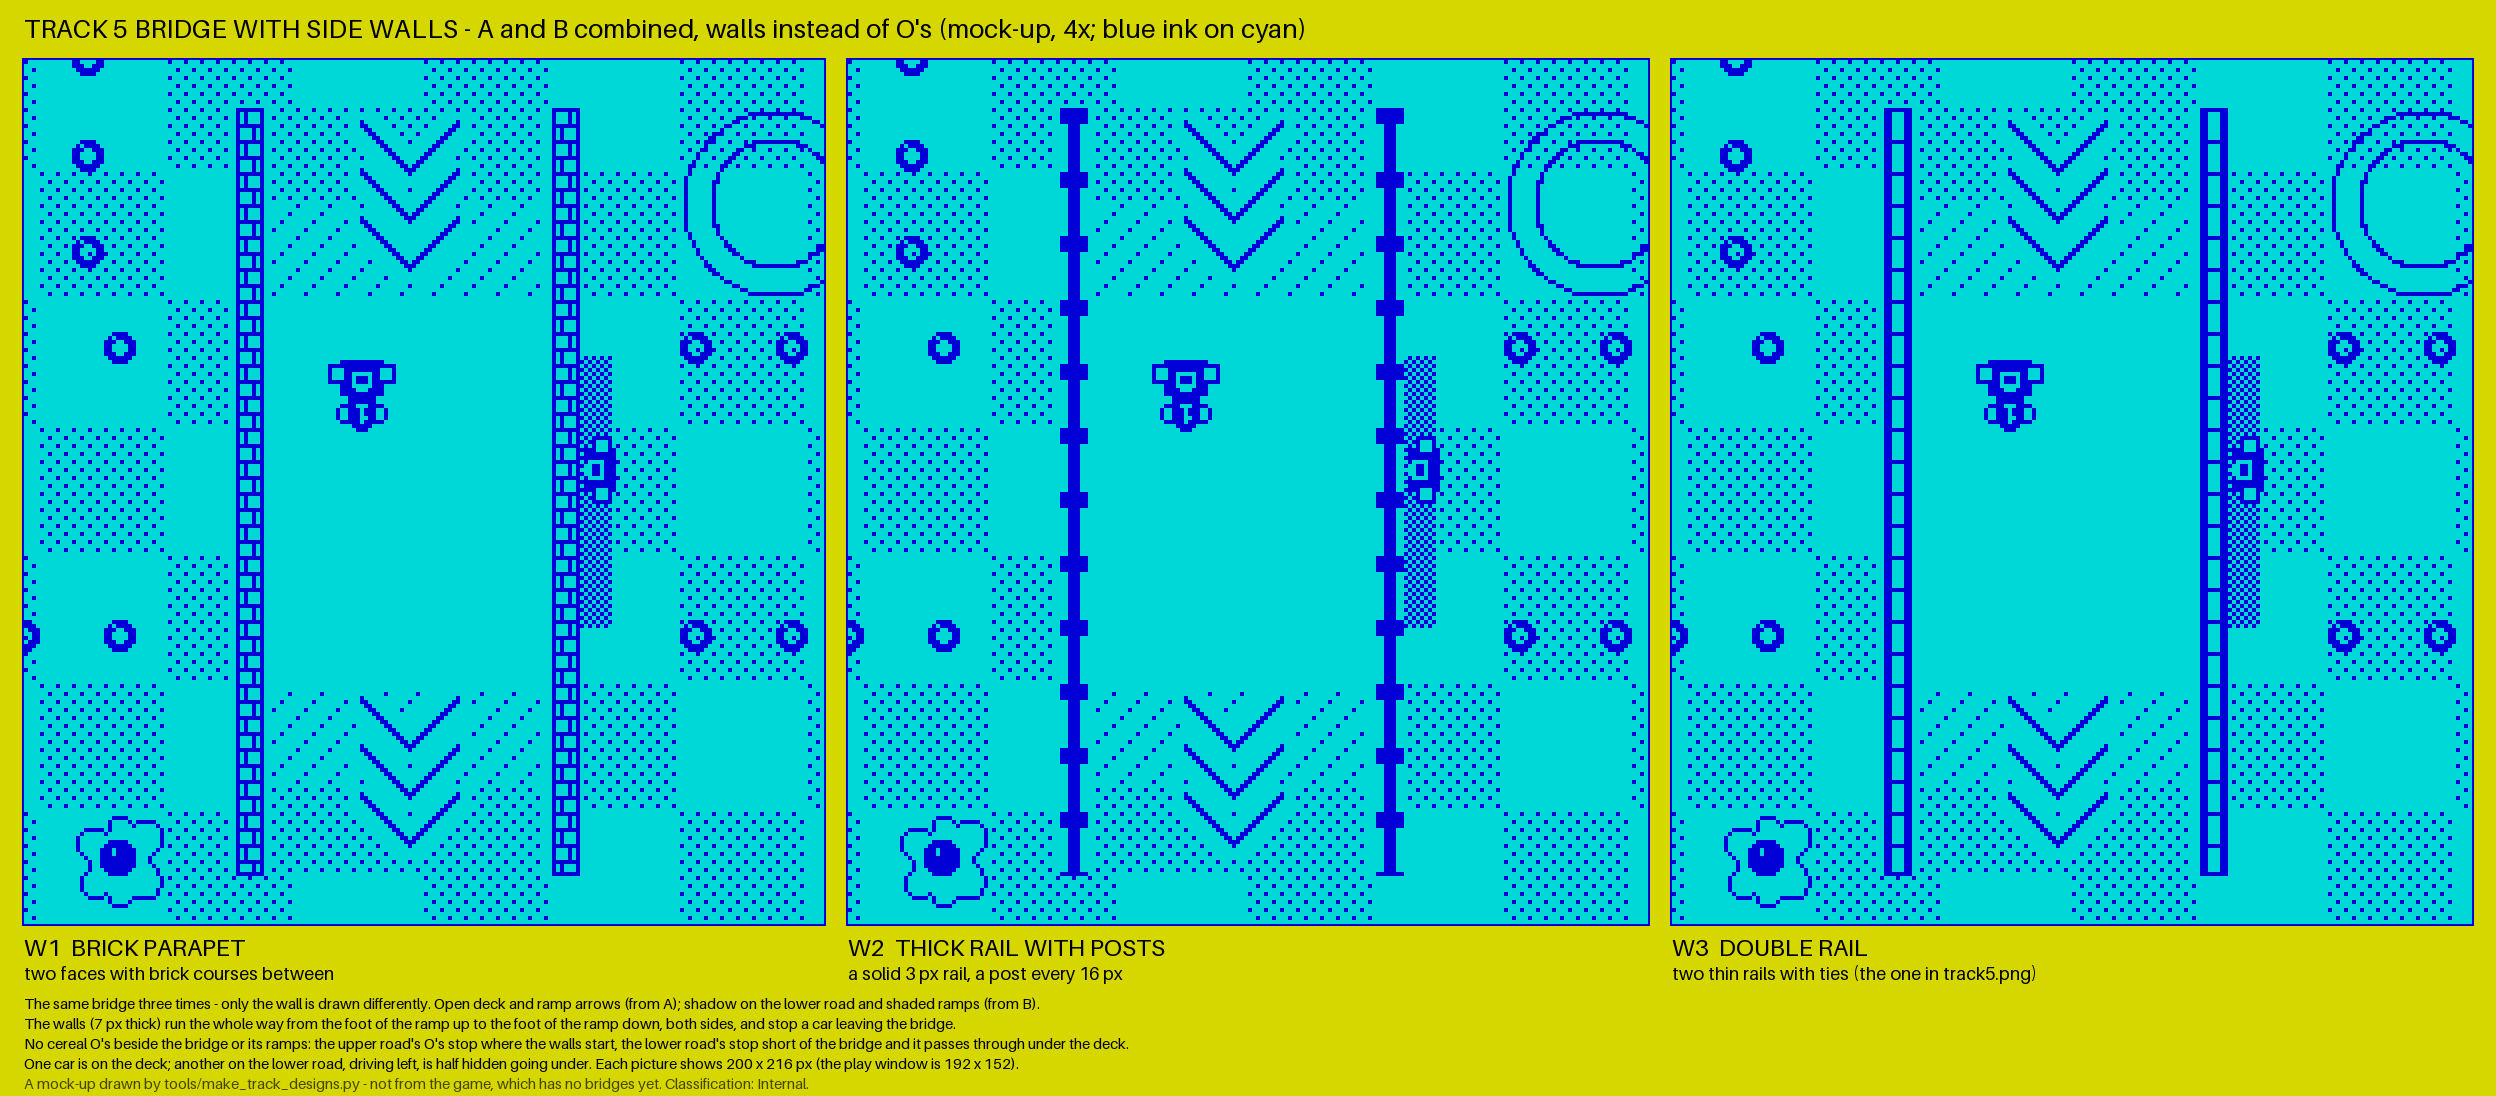 TRACK 5 BRIDGE WITH SIDE WALLS - A and B combined, walls instead of O's (mock-up, 4x; blue ink on cyan)
W1 BRICK PARAPET
two faces with brick courses between
W2 THICK RAIL WITH POSTS
a solid 3 px rail, a post every 16 px
W3 DOUBLE RAIL
two thin rails with ties (the one in track5.png)
The same bridge three times - only the wall is drawn differently. Open deck and ramp arrows (from A); shadow on the lower road and shaded ramps (from B).
The walls (7 px thick) run the whole way from the foot of the ramp up to the foot of the ramp down, both sides, and stop a car leaving the bridge.
No cereal O's beside the bridge or its ramps: the upper road's O's stop where the walls start, the lower road's stop short of the bridge and it passes through under the deck.
One car is on the deck; another on the lower road, driving left, is half hidden going under. Each picture shows 200 x 216 px (the play window is 192 x 152).
A mock-up drawn by tools/make_track_designs.py - not from the game, which has no bridges yet. Classification: Internal.